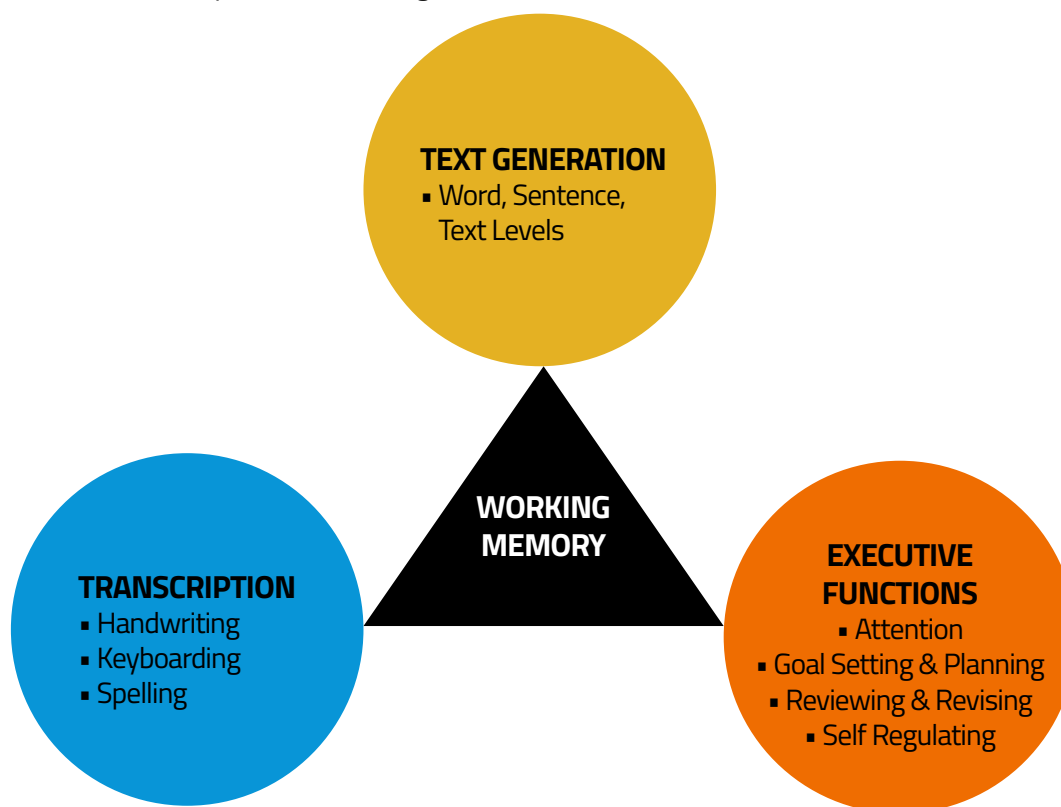 TEXT GENERATION
▪ Word, Sentence,
Text Levels
WORKING
MEMORY
TRANSCRIPTION
▪ Handwriting
▪ Keyboarding
▪ Spelling
EXECUTIVE
FUNCTIONS
▪ Attention
▪ Goal Setting & Planning
▪ Reviewing & Revising
▪ Self Regulating